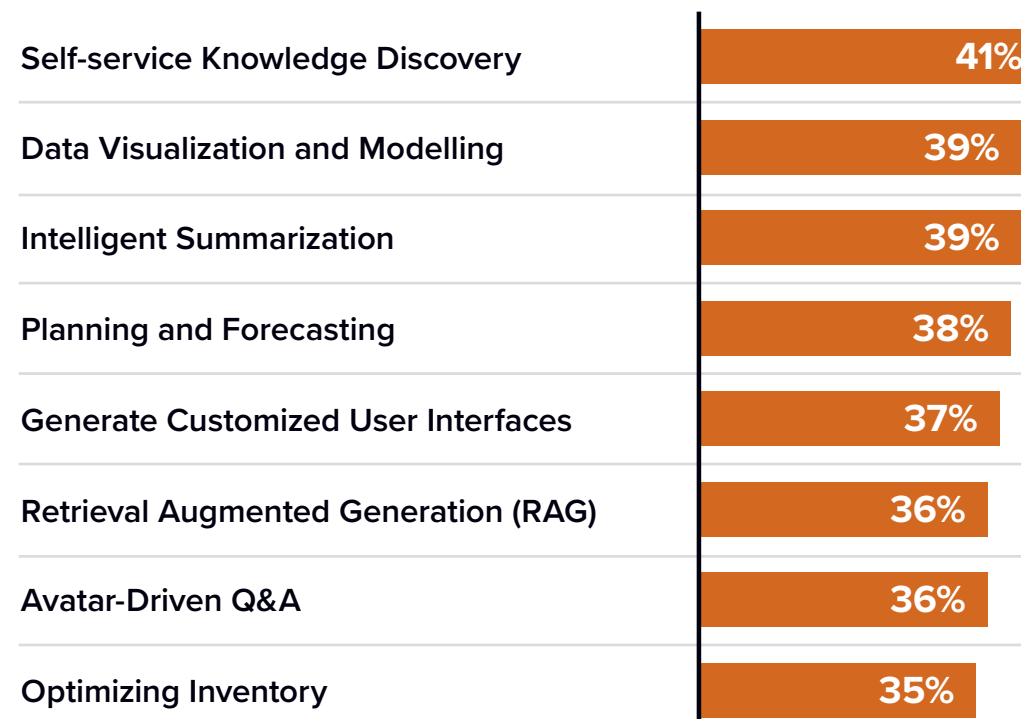 Self-service Knowledge Discovery 41%
Data Visualization and Modelling 39%
Intelligent Summarization 39%
Planning and Forecasting 38%
Generate Customized User Interfaces 37%
Retrieval Augmented Generation (RAG) 36%
Avatar-Driven Q&A 36%
Optimizing Inventory 35%